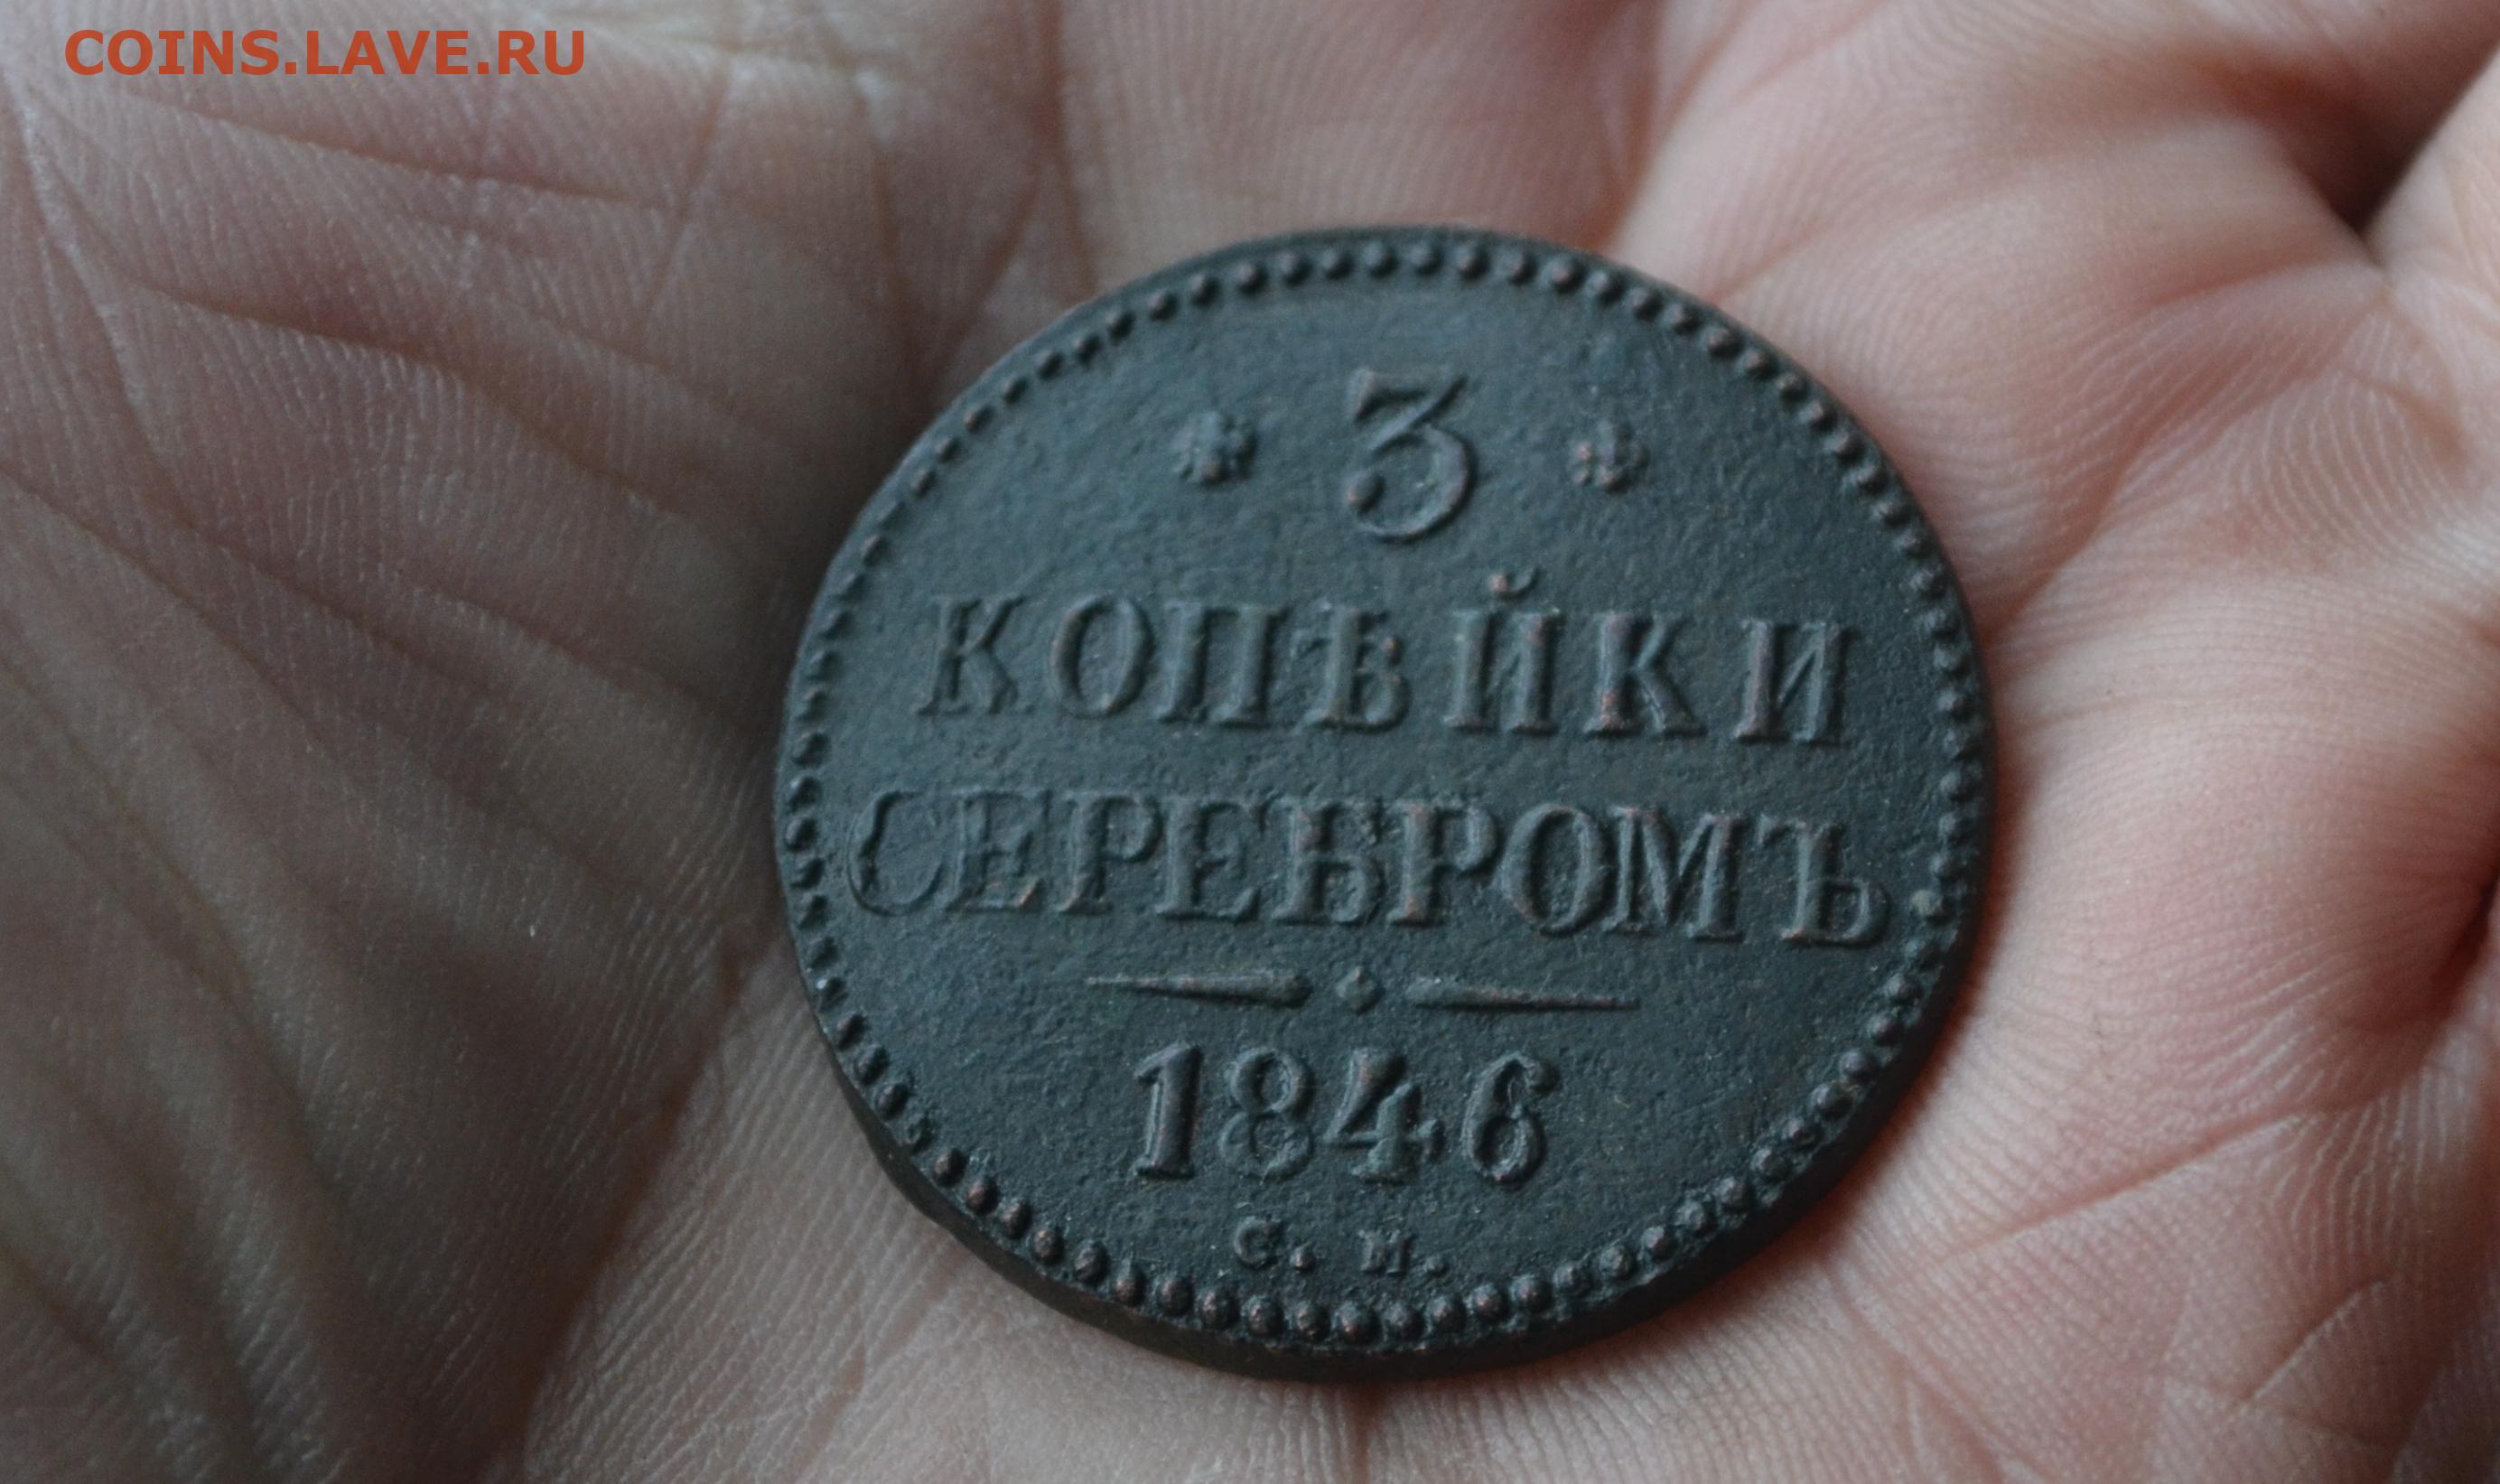 COINS.LAVE.RU
3
КОПѢЙКИ
СЕРЕБРОМЪ
1846
С. М.